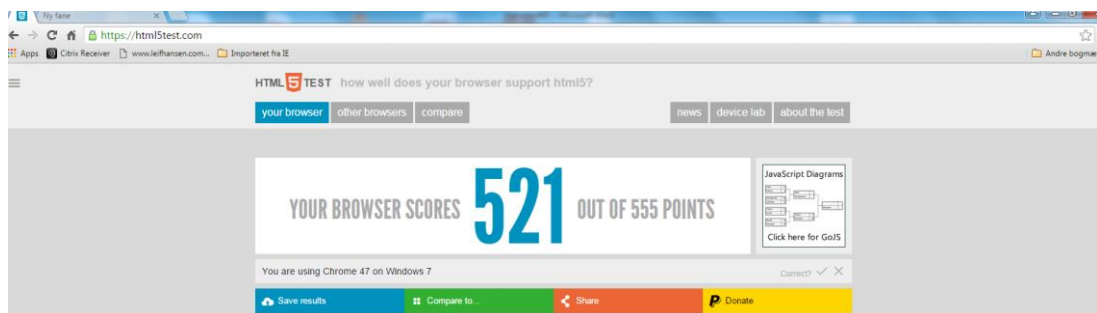 Ny fane
https://html5test.com
Apps Citrix Receiver www.leifhansen.com... Importeret fra IE Andre bogmæ
HTML 5 TEST how well does your browser support html5?
your browser other browsers compare news device lab about the test
YOUR BROWSER SCORES 521 OUT OF 555 POINTS
JavaScript Diagrams
Click here for GoJS
You are using Chrome 47 on Windows 7 Correct?
Save results Compare to... Share Donate